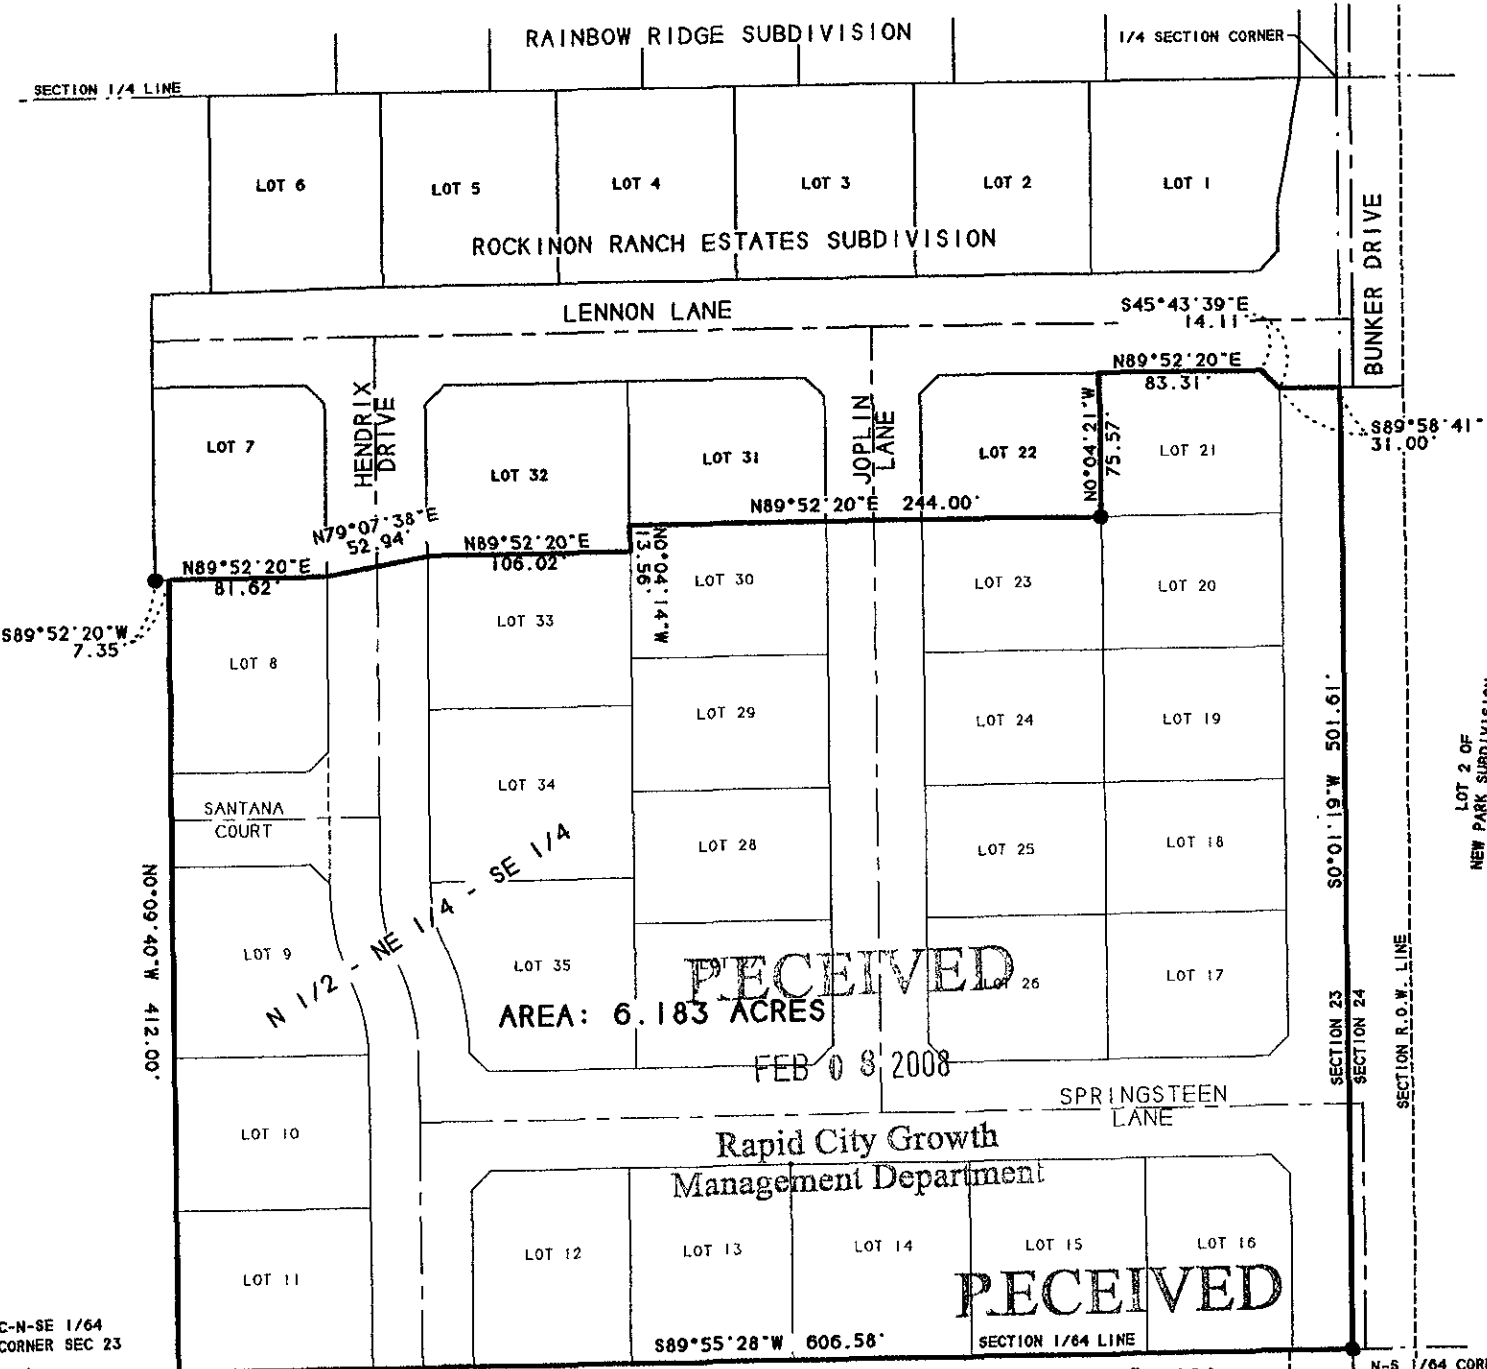 RAINBOW RIDGE SUBDIVISION
1/4 SECTION CORNER
SECTION 1/4 LINE
LOT 6
LOT 5
LOT 4
LOT 3
LOT 2
LOT 1
ROCKINON RANCH ESTATES SUBDIVISION
BUNKER DRIVE
LENNON LANE
S45°43'39"E
14.11'
N89°52'20"E
83.31'
S89°58'41"
31.00'
HENDRIX
DRIVE
JOPLIN
LANE
N0°04'21"W
75.57'
LOT 7
LOT 32
LOT 31
LOT 22
LOT 21
N89°52'20"E 244.00'
N79°07'38"E
52.94'
N89°52'20"E
106.02'
N0°04'14"W
13.56'
N89°52'20"E
81.62'
S89°52'20"W
7.35'
LOT 30
LOT 23
LOT 20
LOT 33
LOT 8
LOT 29
LOT 24
LOT 19
S0°01'19"W 501.61'
LOT 2 OF
NEW PARK SUBDIVISION
LOT 34
SANTANA
COURT
LOT 28
LOT 25
LOT 18
N 1/2 - NE 1/4 - SE 1/4
N0°09'40"W 412.00'
LOT 9
LOT 35
LOT 26
LOT 17
RECEIVED
AREA: 6.183 ACRES
FEB 08 2008
SECTION 23
SECTION 24
SECTION R.O.W. LINE
SPRINGSTEEN
LANE
LOT 10
Rapid City Growth
Management Department
LOT 11
LOT 12
LOT 13
LOT 14
LOT 15
LOT 16
RECEIVED
C-N-SE 1/64
CORNER SEC 23
S89°55'28"W 606.58'
SECTION 1/64 LINE
N-S 1/64 CORN